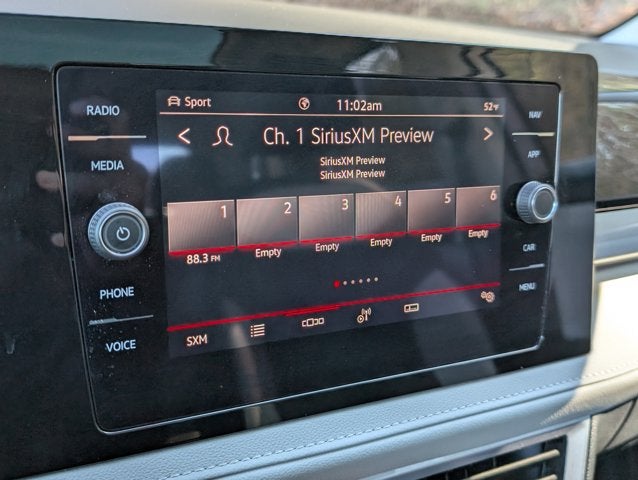 RADIO
MEDIA
PHONE
VOICE
Sport
11:02am
52°F
< Ch. 1 SiriusXM Preview >
SiriusXM Preview
SiriusXM Preview
1 2 3 4 5 6
88.3 FM Empty Empty Empty Empty Empty
SXM
NAV
APP
CAR
MENU